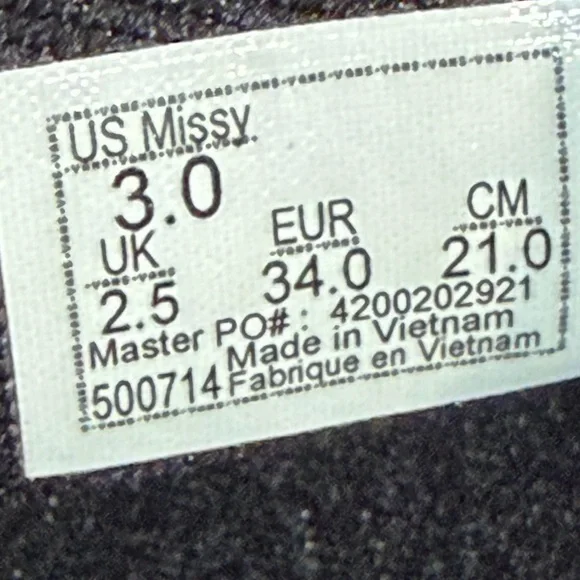 US Missy
3.0
UK EUR CM
2.5 34.0 21.0
Master PO# : 4200202921
500714 Made in Vietnam
Fabrique en Vietnam